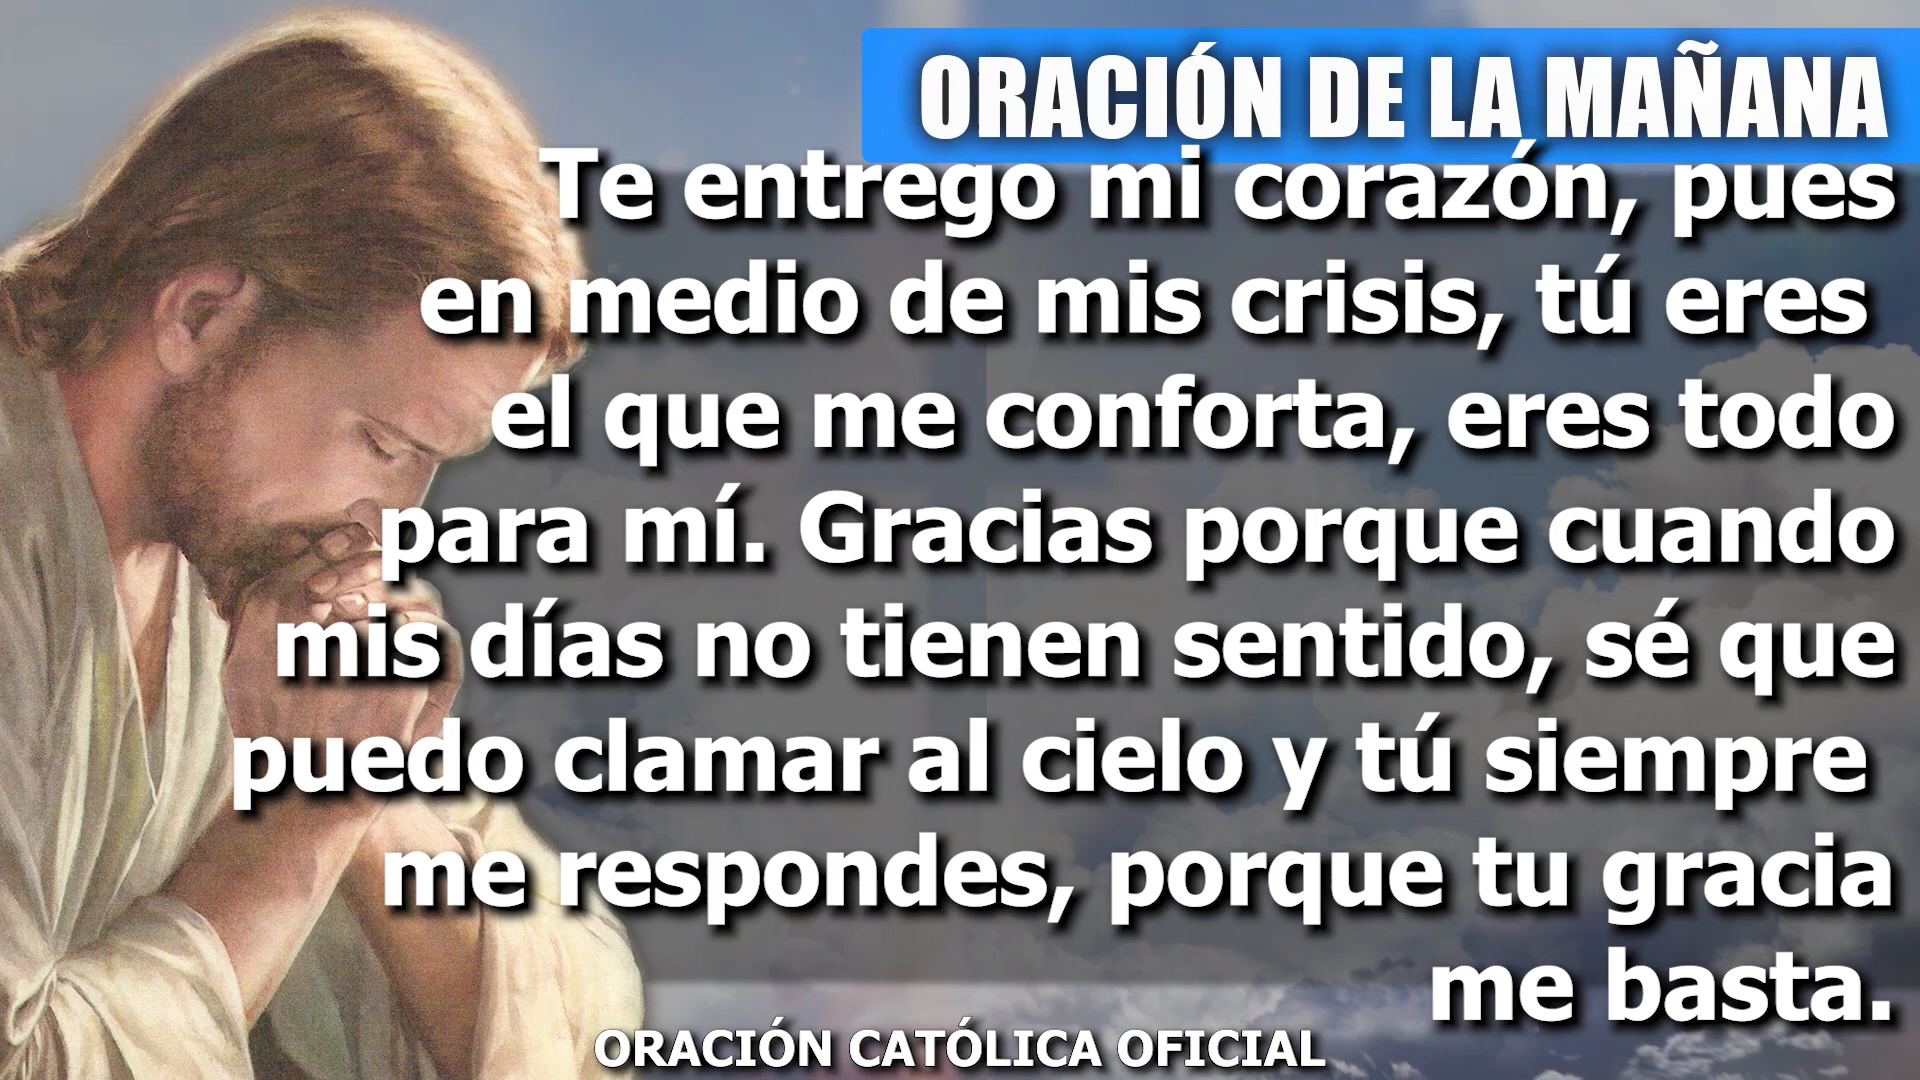 ORACIÓN DE LA MAÑANA
Te entrego mi corazón, pues
en medio de mis crisis, tú eres
el que me conforta, eres todo
para mí. Gracias porque cuando
mis días no tienen sentido, sé que
puedo clamar al cielo y tú siempre
me respondes, porque tu gracia
me basta.
ORACIÓN CATÓLICA OFICIAL